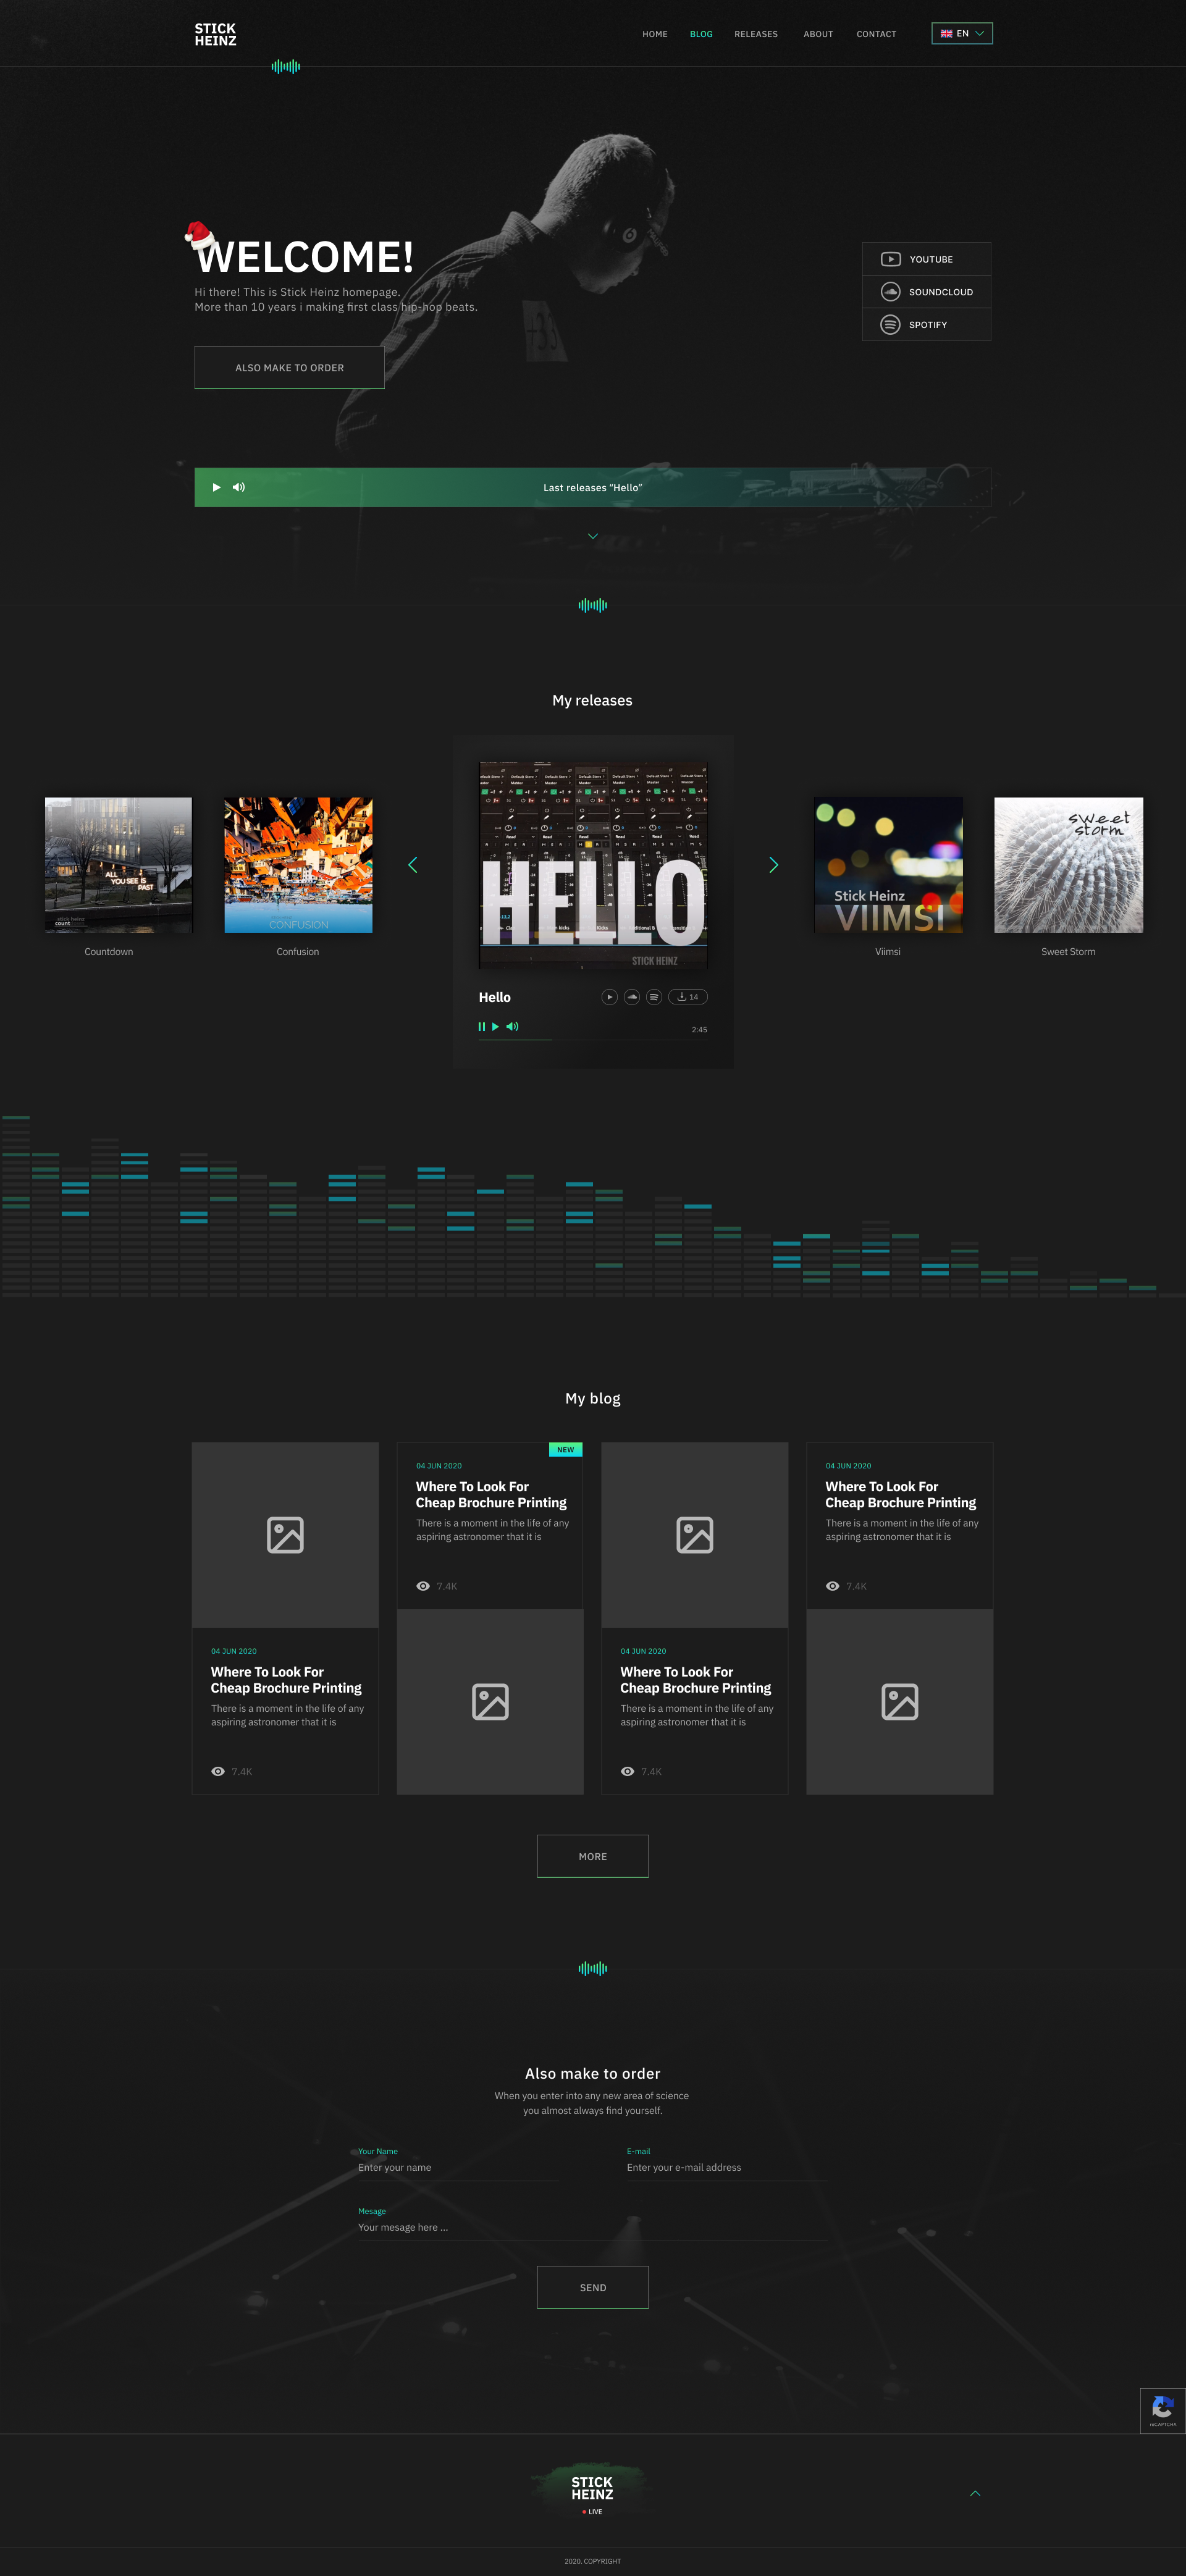 STICK
HEINZ
HOME
BLOG
RELEASES
ABOUT
CONTACT
EN
WELCOME!
Hi there! This is Stick Heinz homepage.
More than 10 years i making first class hip-hop beats.
ALSO MAKE TO ORDER
YOUTUBE
SOUNDCLOUD
SPOTIFY
Last releases "Hello"
My releases
ALL
YOU SEE IS
PAST
stick heinz
count
Countdown
CONFUSION
Confusion
HELLO
STICK HEINZ
Hello
14
2:45
Stick Heinz
VIIMSI
Viimsi
sweet
storm
Sweet Storm
My blog
04 JUN 2020
Where To Look For
Cheap Brochure Printing
There is a moment in the life of any
aspiring astronomer that it is
7.4K
NEW
04 JUN 2020
Where To Look For
Cheap Brochure Printing
There is a moment in the life of any
aspiring astronomer that it is
7.4K
04 JUN 2020
Where To Look For
Cheap Brochure Printing
There is a moment in the life of any
aspiring astronomer that it is
7.4K
04 JUN 2020
Where To Look For
Cheap Brochure Printing
There is a moment in the life of any
aspiring astronomer that it is
7.4K
MORE
Also make to order
When you enter into any new area of science
you almost always find yourself.
Your Name
Enter your name
E-mail
Enter your e-mail address
Mesage
Your mesage here ...
SEND
reCAPTCHA
STICK
HEINZ
LIVE
2020. COPYRIGHT